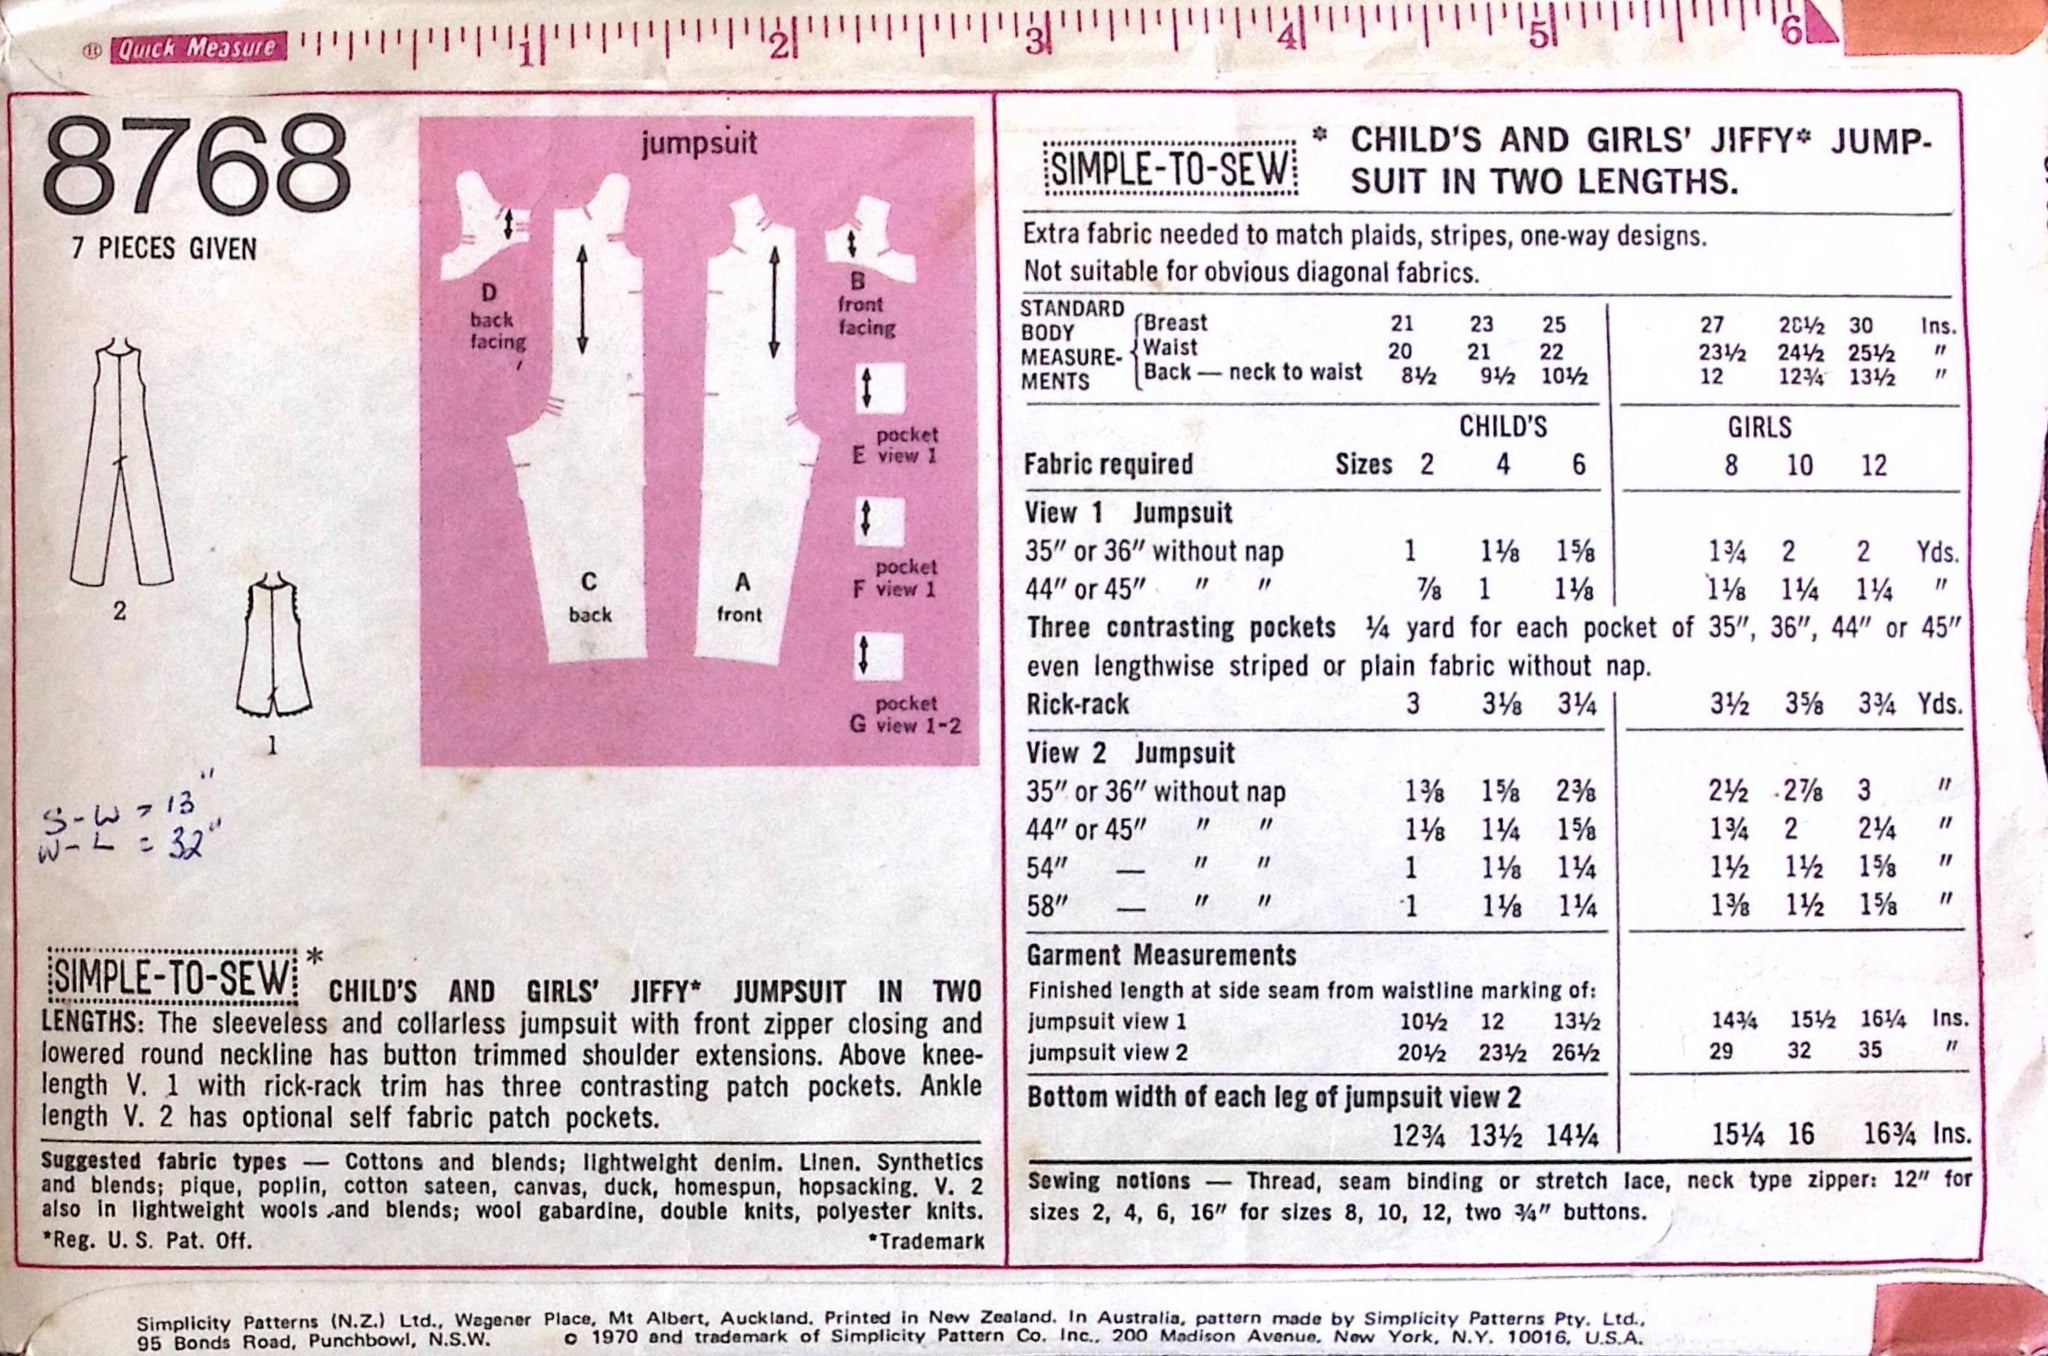 Quick Measure 1 2 3 4 5 6
8768
7 PIECES GIVEN
2
1
S-W = 13"
W-L = 32"
jumpsuit
D
back
facing
B
front
facing
pocket
E view 1
pocket
F view 1
pocket
G view 1-2
C
back
A
front
SIMPLE-TO-SEW* CHILD'S AND GIRLS' JIFFY* JUMPSUIT IN TWO
LENGTHS: The sleeveless and collarless jumpsuit with front zipper closing and
lowered round neckline has button trimmed shoulder extensions. Above knee-
length V. 1 with rick-rack trim has three contrasting patch pockets. Ankle
length V. 2 has optional self fabric patch pockets.
Suggested fabric types — Cottons and blends; lightweight denim. Linen. Synthetics
and blends; pique, poplin, cotton sateen, canvas, duck, homespun, hopsacking. V. 2
also in lightweight wools and blends; wool gabardine, double knits, polyester knits.
*Reg. U. S. Pat. Off. *Trademark
SIMPLE-TO-SEW * CHILD'S AND GIRLS' JIFFY* JUMP-
SUIT IN TWO LENGTHS.
Extra fabric needed to match plaids, stripes, one-way designs.
Not suitable for obvious diagonal fabrics.
STANDARD
BODY
MEASURE-
MENTS
Breast 21 23 25 27 28½ 30 Ins.
Waist 20 21 22 23½ 24½ 25½ "
Back — neck to waist 8½ 9½ 10½ 12 12¾ 13½ "
CHILD'S GIRLS
Fabric required Sizes 2 4 6 8 10 12
View 1 Jumpsuit
35" or 36" without nap 1 1⅛ 1⅝ 1¾ 2 2 Yds.
44" or 45" " " ⅞ 1 1⅛ 1⅛ 1¼ 1¼ "
Three contrasting pockets ¼ yard for each pocket of 35", 36", 44" or 45"
even lengthwise striped or plain fabric without nap.
Rick-rack 3 3⅛ 3¼ 3½ 3⅝ 3¾ Yds.
View 2 Jumpsuit
35" or 36" without nap 1⅜ 1⅝ 2⅜ 2½ 2⅞ 3 "
44" or 45" " " 1⅛ 1¼ 1⅝ 1¾ 2 2¼ "
54" — " " 1 1⅛ 1¼ 1½ 1½ 1⅝ "
58" — " " 1 1⅛ 1¼ 1⅜ 1½ 1⅝ "
Garment Measurements
Finished length at side seam from waistline marking of:
jumpsuit view 1 10½ 12 13½ 14¾ 15½ 16¼ Ins.
jumpsuit view 2 20½ 23½ 26½ 29 32 35 "
Bottom width of each leg of jumpsuit view 2
12¾ 13½ 14¼ 15¼ 16 16¾ Ins.
Sewing notions — Thread, seam binding or stretch lace, neck type zipper: 12" for
sizes 2, 4, 6, 16" for sizes 8, 10, 12, two ¾" buttons.
Simplicity Patterns (N.Z.) Ltd., Wagener Place, Mt Albert, Auckland. Printed in New Zealand. In Australia, pattern made by Simplicity Patterns Pty. Ltd.,
95 Bonds Road, Punchbowl, N.S.W. © 1970 and trademark of Simplicity Pattern Co. Inc., 200 Madison Avenue, New York, N.Y. 10016, U.S.A.